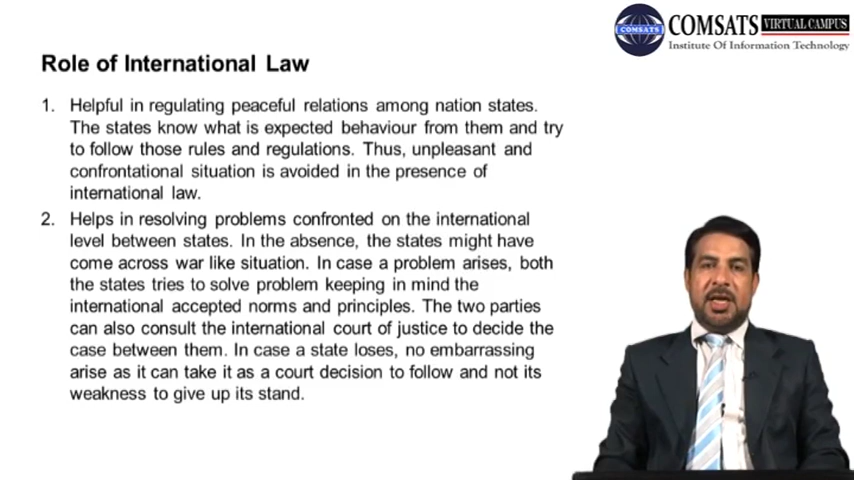 COMSATS VIRTUAL CAMPUS
COMSATS
Institute Of Information Technology
Role of International Law
1. Helpful in regulating peaceful relations among nation states.
The states know what is expected behaviour from them and try
to follow those rules and regulations. Thus, unpleasant and
confrontational situation is avoided in the presence of
international law.
2. Helps in resolving problems confronted on the international
level between states. In the absence, the states might have
come across war like situation. In case a problem arises, both
the states tries to solve problem keeping in mind the
international accepted norms and principles. The two parties
can also consult the international court of justice to decide the
case between them. In case a state loses, no embarrassing
arise as it can take it as a court decision to follow and not its
weakness to give up its stand.